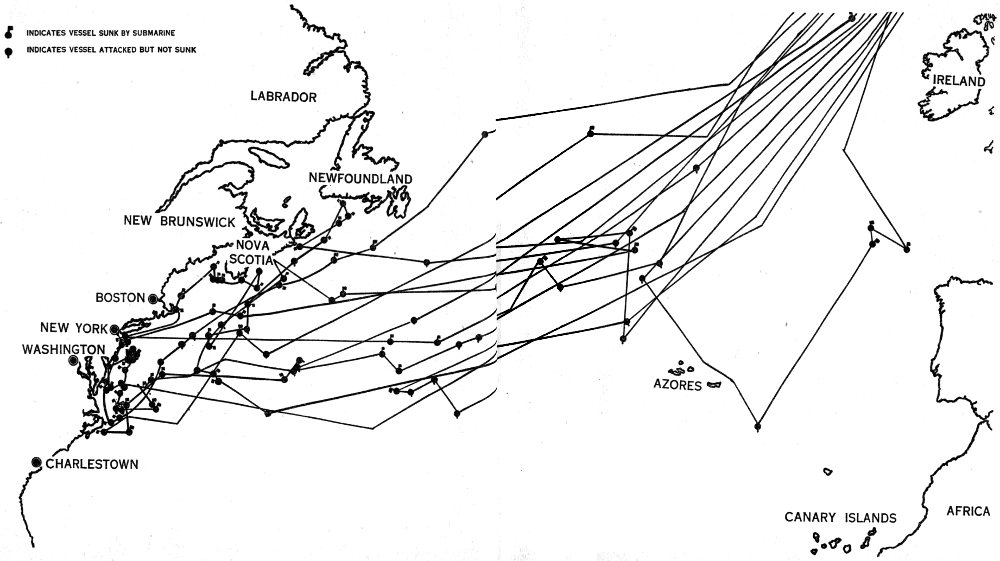 INDICATES VESSEL SUNK BY SUBMARINE
INDICATES VESSEL ATTACKED BUT NOT SUNK
LABRADOR
IRELAND
NEWFOUNDLAND
NEW BRUNSWICK
NOVA
SCOTIA
BOSTON
NEW YORK
WASHINGTON
AZORES
CHARLESTOWN
CANARY ISLANDS
AFRICA